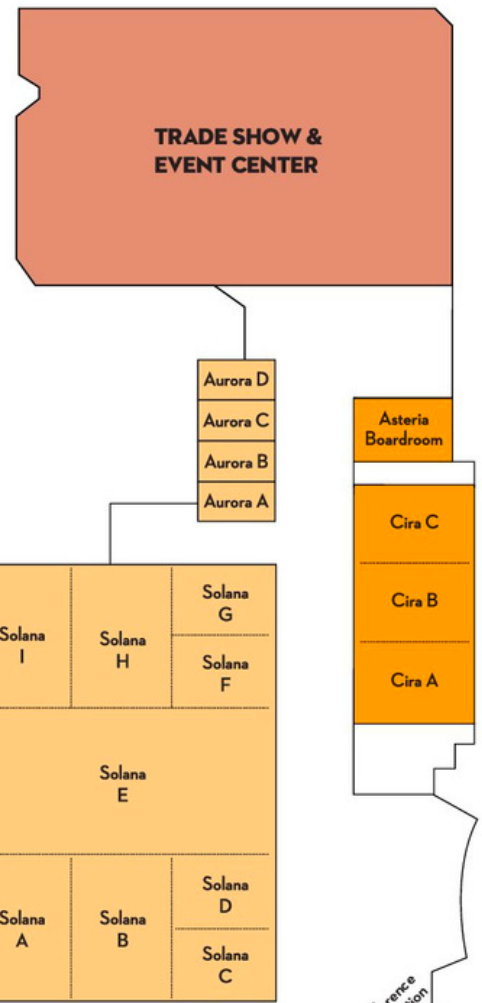 TRADE SHOW &
EVENT CENTER
Aurora D
Aurora C
Aurora B
Aurora A
Asteria
Boardroom
Cira C
Cira B
Cira A
Solana
I
Solana
H
Solana
G
Solana
F
Solana
E
Solana
A
Solana
B
Solana
D
Solana
C